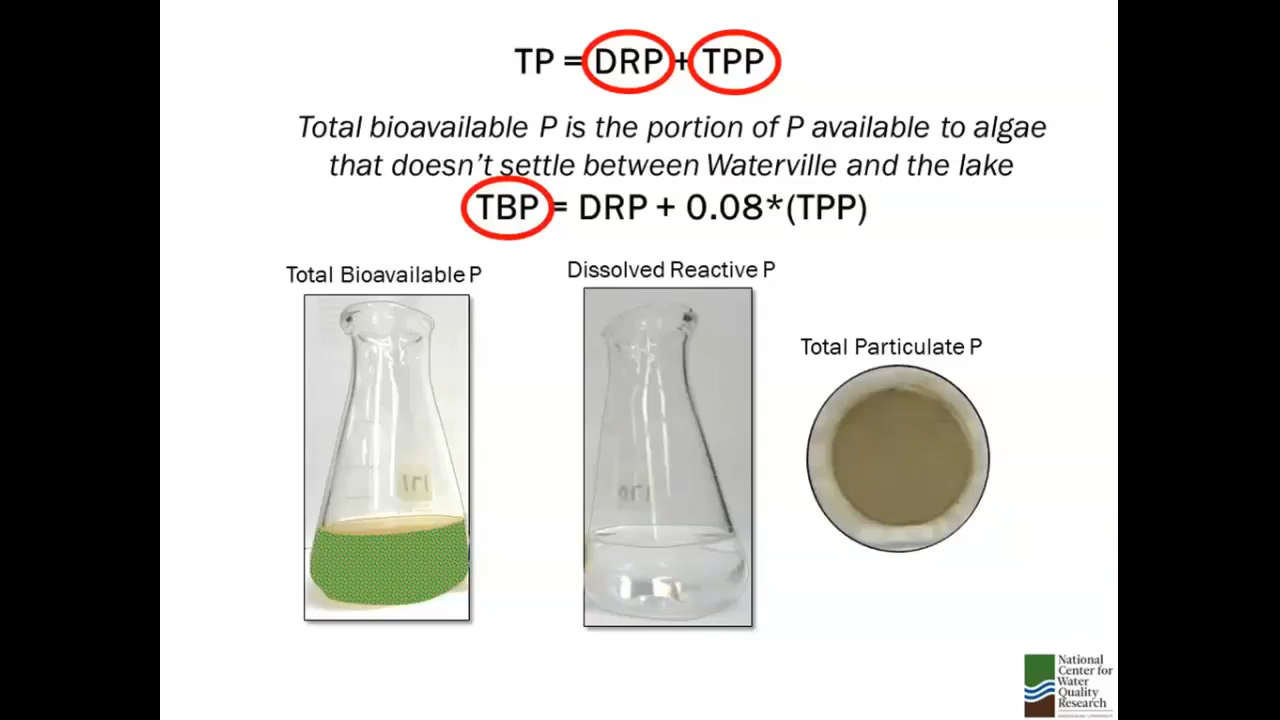 TP = DRP + TPP
Total bioavailable P is the portion of P available to algae
that doesn't settle between Waterville and the lake
TBP = DRP + 0.08*(TPP)
Total Bioavailable P
Dissolved Reactive P
Total Particulate P
National
Center for
Water
Quality
Research